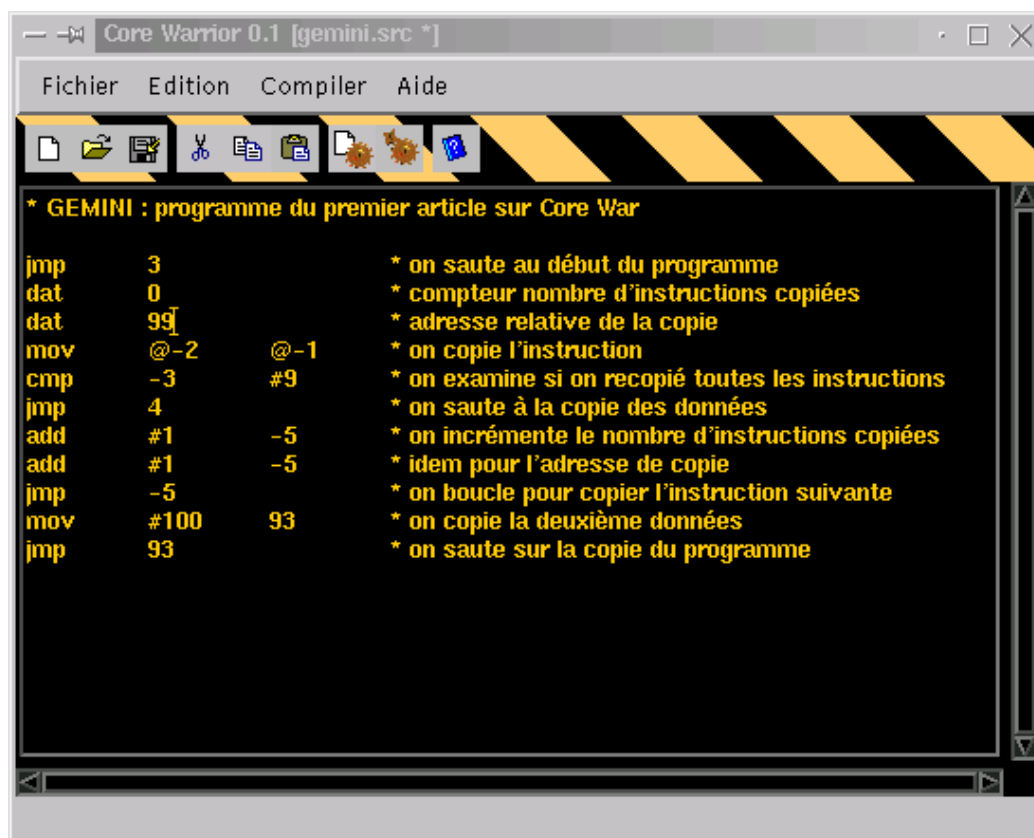 Core Warrior 0.1 [gemini.src *]
Fichier Edition Compiler Aide
* GEMINI : programme du premier article sur Core War
jmp 3 * on saute au début du programme
dat 0 * compteur nombre d'instructions copiées
dat 99 * adresse relative de la copie
mov @-2 @-1 * on copie l'instruction
cmp -3 #9 * on examine si on recopié toutes les instructions
jmp 4 * on saute à la copie des données
add #1 -5 * on incrémente le nombre d'instructions copiées
add #1 -5 * idem pour l'adresse de copie
jmp -5 * on boucle pour copier l'instruction suivante
mov #100 93 * on copie la deuxième données
jmp 93 * on saute sur la copie du programme